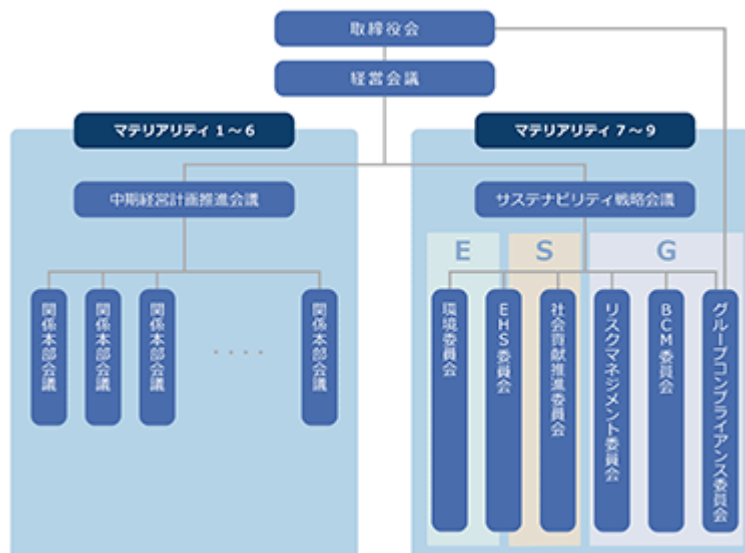 取締役会
経営会議
マテリアリティ 1～6
マテリアリティ 7～9
中期経営計画推進会議
サステナビリティ戦略会議
E
S
G
関係本部会議
関係本部会議
関係本部会議
・・・・
関係本部会議
環境委員会
EHS委員会
社会貢献推進委員会
リスクマネジメント委員会
BCM委員会
グループコンプライアンス委員会